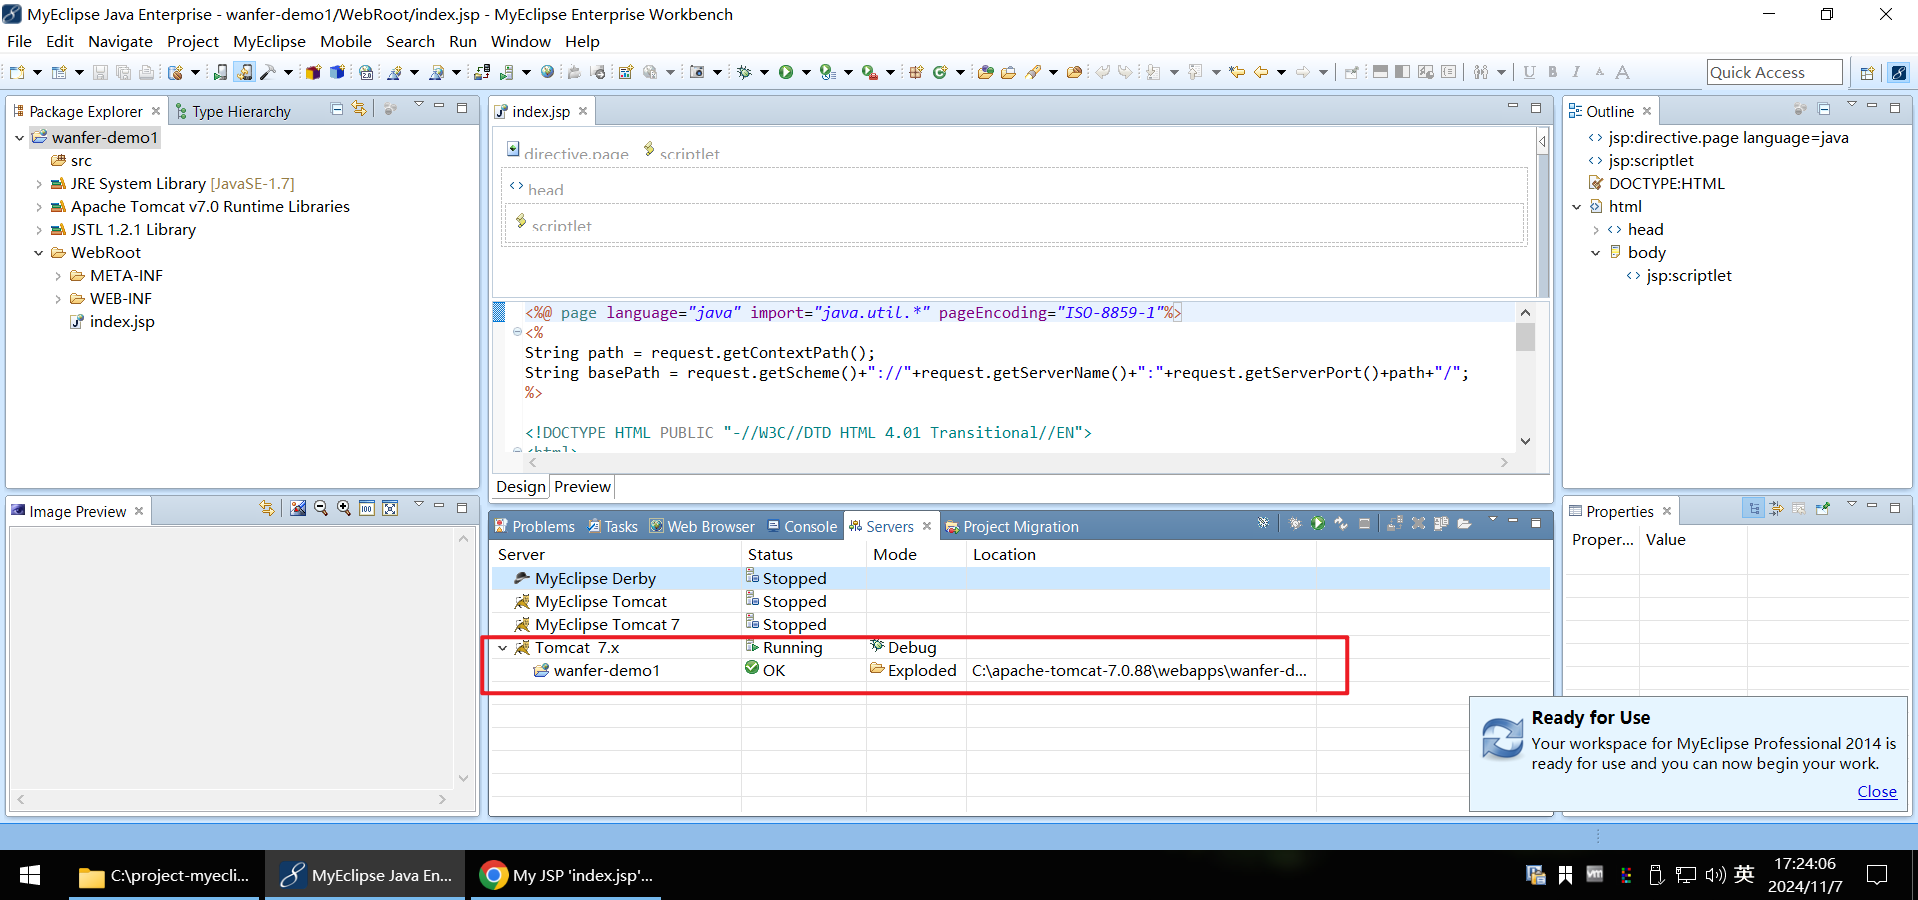 MyEclipse Java Enterprise - wanfer-demo1/WebRoot/index.jsp - MyEclipse Enterprise Workbench
File Edit Navigate Project MyEclipse Mobile Search Run Window Help
Quick Access
Package Explorer
Type Hierarchy
wanfer-demo1
src
JRE System Library [JavaSE-1.7]
Apache Tomcat v7.0 Runtime Libraries
JSTL 1.2.1 Library
WebRoot
META-INF
WEB-INF
index.jsp
index.jsp
directive.page scriptlet
head
scriptlet
<%@ page language="java" import="java.util.*" pageEncoding="ISO-8859-1"%>
<%
String path = request.getContextPath();
String basePath = request.getScheme()+"://"+request.getServerName()+":"+request.getServerPort()+path+"/";
%>
<!DOCTYPE HTML PUBLIC "-//W3C//DTD HTML 4.01 Transitional//EN">
<html>
Design Preview
Outline
jsp:directive.page language=java
jsp:scriptlet
DOCTYPE:HTML
html
head
body
jsp:scriptlet
Image Preview
Problems Tasks Web Browser Console Servers Project Migration
Server Status Mode Location
MyEclipse Derby Stopped
MyEclipse Tomcat Stopped
MyEclipse Tomcat 7 Stopped
Tomcat 7.x Running Debug
wanfer-demo1 OK Exploded C:\apache-tomcat-7.0.88\webapps\wanfer-d...
Properties
Proper... Value
Ready for Use
Your workspace for MyEclipse Professional 2014 is
ready for use and you can now begin your work.
Close
C:\project-myecli...
MyEclipse Java En...
My JSP 'index.jsp'...
英
17:24:06
2024/11/7